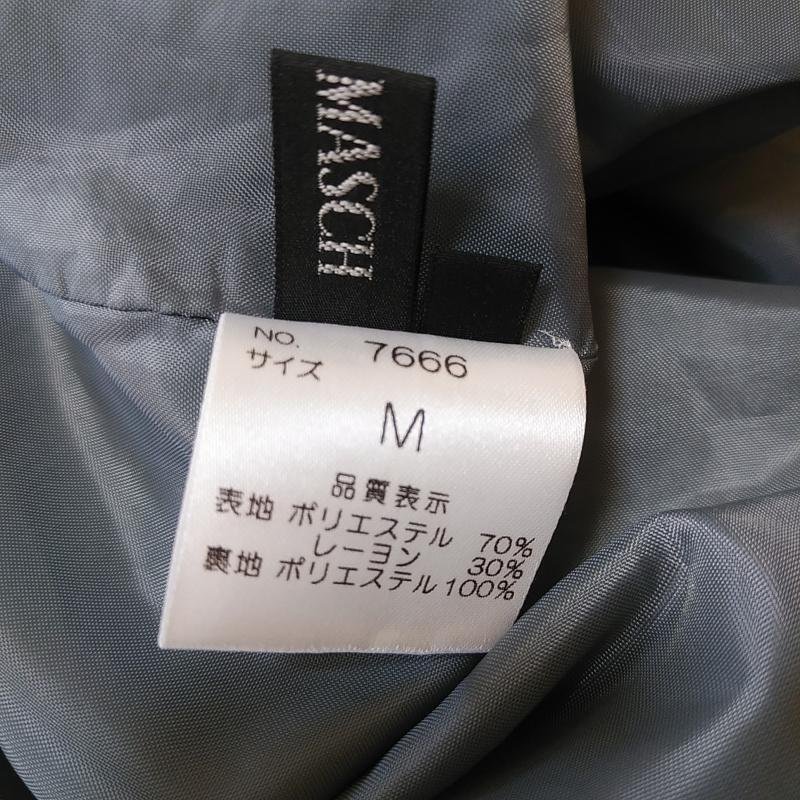 MASCH
NO. 7666
サイズ
M
品質表示
表地 ポリエステル 70%
レーヨン 30%
裏地 ポリエステル 100%